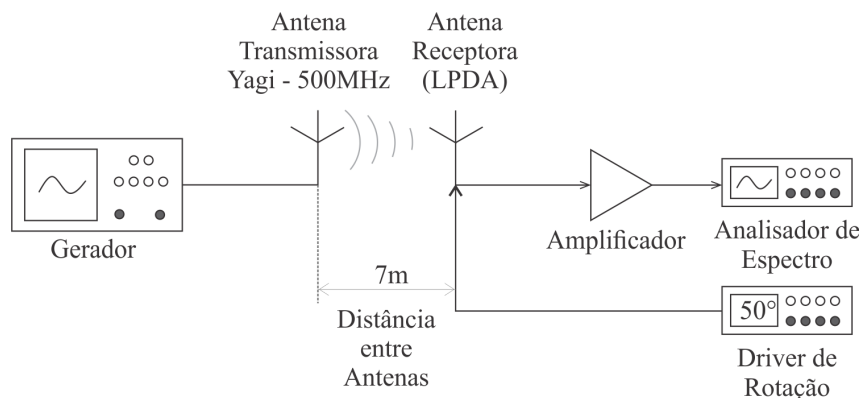 Antena
Transmissora
Yagi - 500MHz
Antena
Receptora
(LPDA)
Gerador
Amplificador
Analisador de
Espectro
7m
Distância
entre
Antenas
50°
Driver de
Rotação